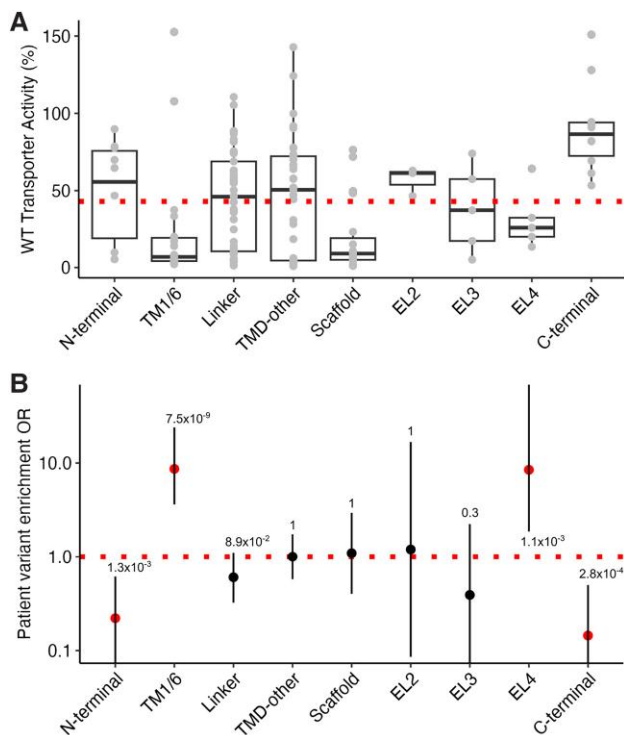 A
WT Transporter Activity (%)
150
100
50
0
N-terminal
TM1/6
Linker
TMD-other
Scaffold
EL2
EL3
EL4
C-terminal
B
Patient variant enrichment OR
10.0
1.0
0.1
1.3x10-3
7.5x10-9
8.9x10-2
1
1
1
0.3
1.1x10-3
2.8x10-4
N-terminal
TM1/6
Linker
TMD-other
Scaffold
EL2
EL3
EL4
C-terminal